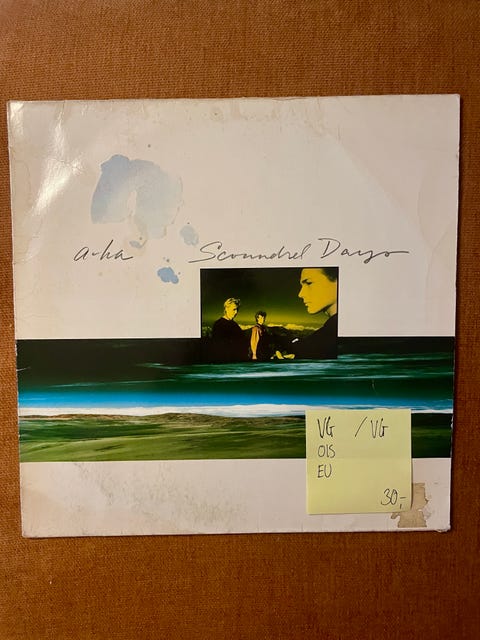 a-ha Scoundrel Days
VG / VG
OIS
EU
30,-